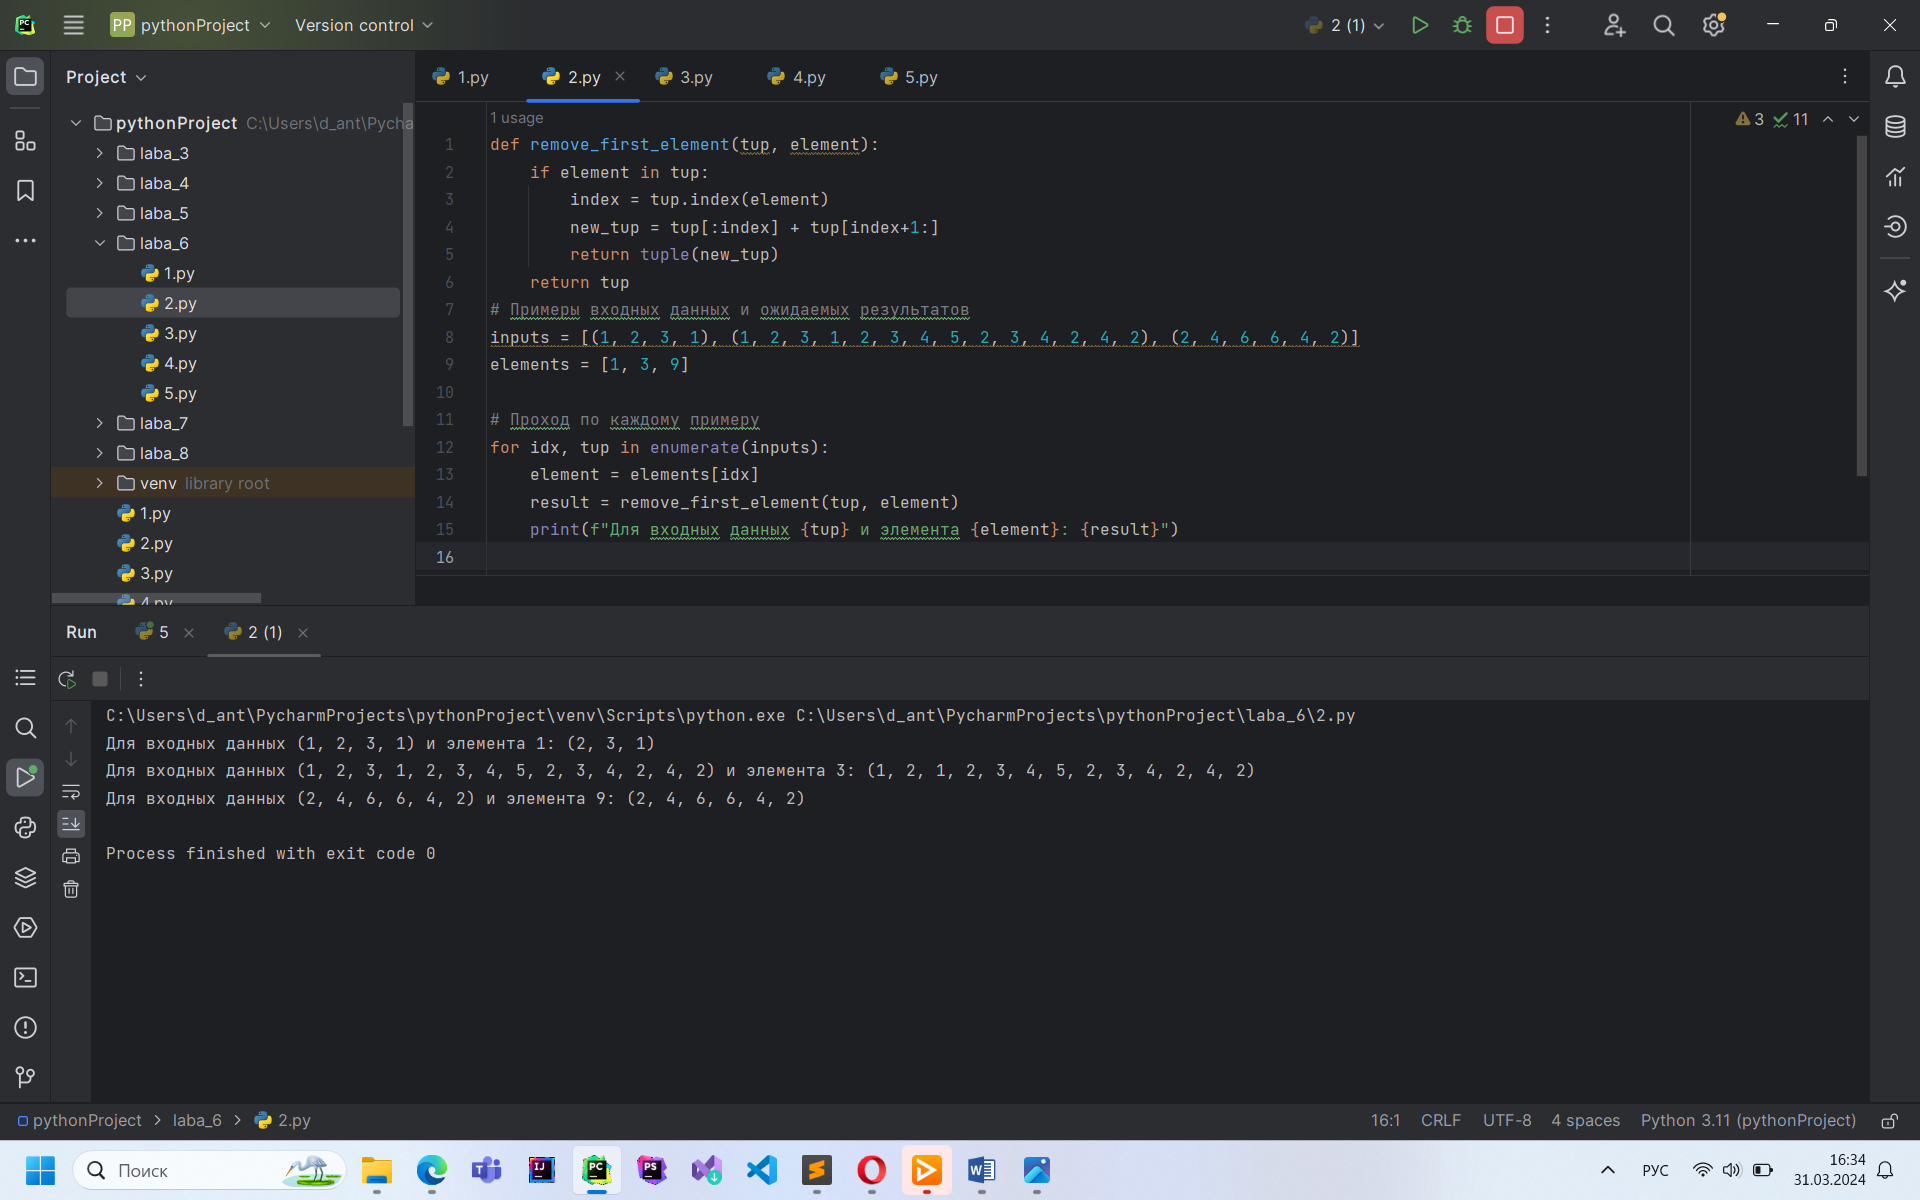 PP pythonProject Version control 2 (1)
Project
1.py 2.py 3.py 4.py 5.py
pythonProject C:\Users\d_ant\Pycha
laba_3
laba_4
laba_5
laba_6
1.py
2.py
3.py
4.py
5.py
laba_7
laba_8
venv library root
1.py
2.py
3.py
4.py
1 usage
3 11
1 def remove_first_element(tup, element):
2 if element in tup:
3 index = tup.index(element)
4 new_tup = tup[:index] + tup[index+1:]
5 return tuple(new_tup)
6 return tup
7 # Примеры входных данных и ожидаемых результатов
8 inputs = [(1, 2, 3, 1), (1, 2, 3, 1, 2, 3, 4, 5, 2, 3, 4, 2, 4, 2), (2, 4, 6, 6, 4, 2)]
9 elements = [1, 3, 9]
10
11 # Проход по каждому примеру
12 for idx, tup in enumerate(inputs):
13 element = elements[idx]
14 result = remove_first_element(tup, element)
15 print(f"Для входных данных {tup} и элемента {element}: {result}")
16
Run 5 2 (1)
C:\Users\d_ant\PycharmProjects\pythonProject\venv\Scripts\python.exe C:\Users\d_ant\PycharmProjects\pythonProject\laba_6\2.py
Для входных данных (1, 2, 3, 1) и элемента 1: (2, 3, 1)
Для входных данных (1, 2, 3, 1, 2, 3, 4, 5, 2, 3, 4, 2, 4, 2) и элемента 3: (1, 2, 1, 2, 3, 4, 5, 2, 3, 4, 2, 4, 2)
Для входных данных (2, 4, 6, 6, 4, 2) и элемента 9: (2, 4, 6, 6, 4, 2)
Process finished with exit code 0
pythonProject laba_6 2.py 16:1 CRLF UTF-8 4 spaces Python 3.11 (pythonProject)
Поиск
РУС
16:34
31.03.2024